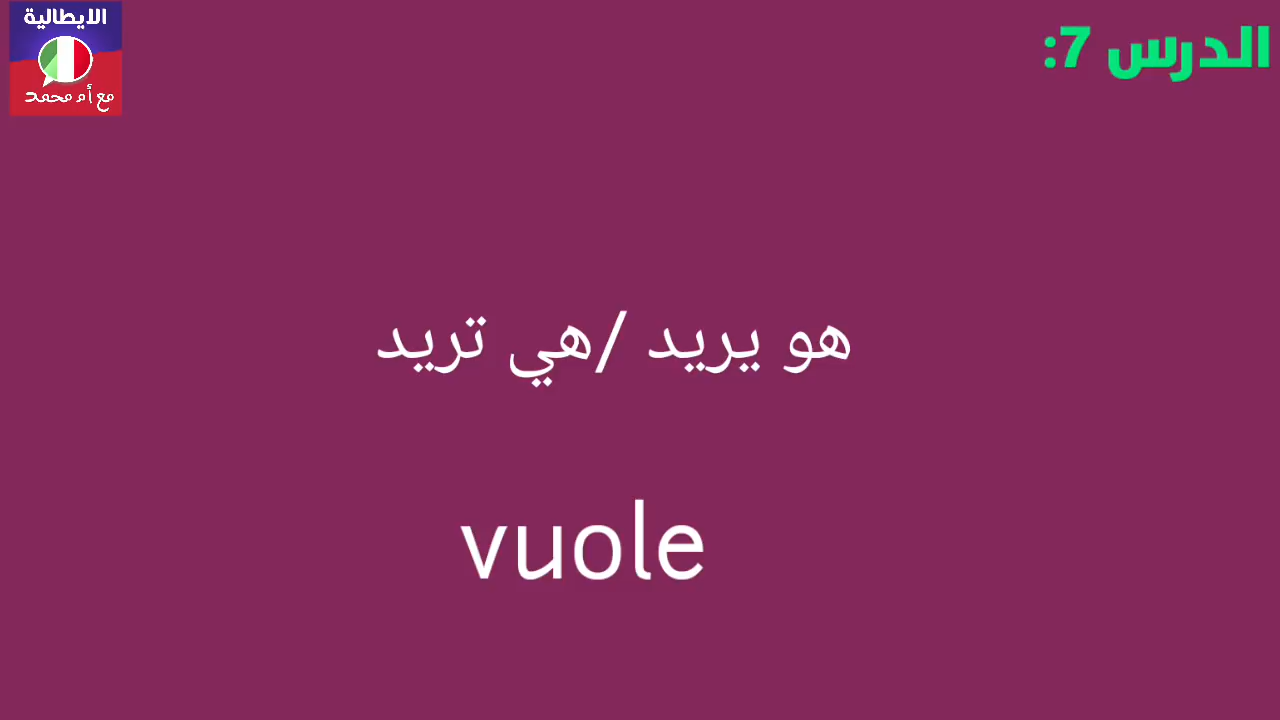 الايطالية
مع أم محمد
الدرس 7:
هو يريد /هي تريد
vuole